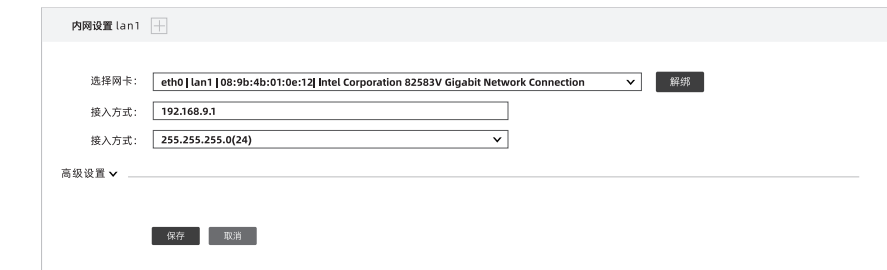 内网设置 lan1
选择网卡: eth0 | lan1 | 08:9b:4b:01:0e:12| Intel Corporation 82583V Gigabit Network Connection 解绑
接入方式: 192.168.9.1
接入方式: 255.255.255.0(24)
高级设置
保存 取消